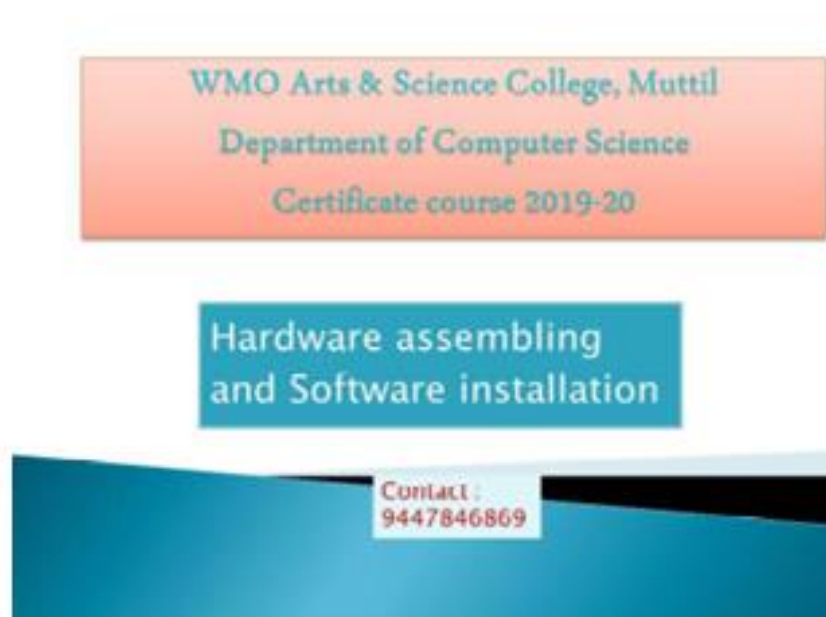 WMO Arts & Science College, Muttil
Department of Computer Science
Certificate course 2019-20
Hardware assembling
and Software installation
Contact :
9447846869